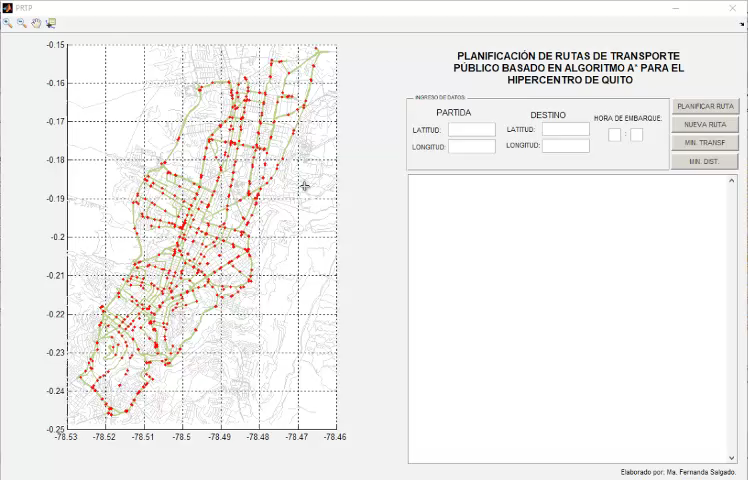 PRTP
PLANIFICACIÓN DE RUTAS DE TRANSPORTE
PÚBLICO BASADO EN ALGORITMO A* PARA EL
HIPERCENTRO DE QUITO
INGRESO DE DATOS:
PARTIDA
DESTINO
HORA DE EMBARQUE:
LATITUD:
LATITUD:
:
LONGITUD:
LONGITUD:
PLANIFICAR RUTA
NUEVA RUTA
MIN. TRANSF
MIN. DIST.
-0.15
-0.16
-0.17
-0.18
-0.19
-0.2
-0.21
-0.22
-0.23
-0.24
-0.25
-78.53 -78.52 -78.51 -78.5 -78.49 -78.48 -78.47 -78.46
Elaborado por: Ma. Fernanda Salgado.